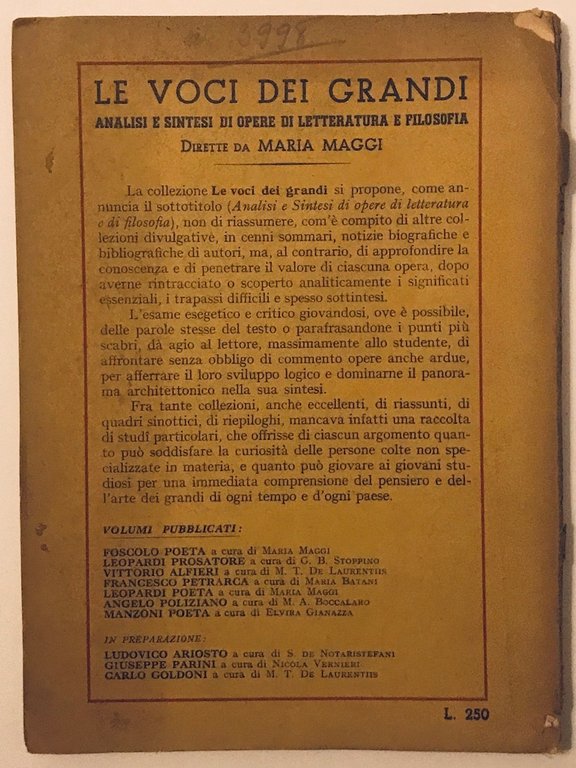 3998
LE VOCI DEI GRANDI
ANALISI E SINTESI DI OPERE DI LETTERATURA E FILOSOFIA
DIRETTE DA MARIA MAGGI
La collezione Le voci dei grandi si propone, come an-
nuncia il sottotitolo (Analisi e Sintesi di opere di letteratura
e di filosofia), non di riassumere, com'è compito di altre col-
lezioni divulgative, in cenni sommari, notizie biografiche e
bibliografiche di autori, ma, al contrario, di approfondire la
conoscenza e di penetrare il valore di ciascuna opera, dopo
averne rintracciato o scoperto analiticamente i significati
essenziali, i trapassi difficili e spesso sottintesi.
L'esame esegetico e critico giovandosi, ove è possibile,
delle parole stesse del testo o parafrasandone i punti più
scabri, dà agio al lettore, massimamente allo studente, di
affrontare senza obbligo di commento opere anche ardue,
per afferrare il loro sviluppo logico e dominarne il panora-
ma architettonico nella sua sintesi.
Fra tante collezioni, anche eccellenti, di riassunti, di
quadri sinottici, di riepiloghi, mancava infatti una raccolta
di studî particolari, che offrisse di ciascun argomento quan-
to può soddisfare la curiosità delle persone colte non spe-
cializzate in materia, e quanto può giovare ai giovani stu-
diosi per una immediata comprensione del pensiero e del-
l'arte dei grandi di ogni tempo e d'ogni paese.
VOLUMI PUBBLICATI:
FOSCOLO POETA a cura di MARIA MAGGI
LEOPARDI PROSATORE a cura di G. B. STOPPINO
VITTORIO ALFIERI a cura di M. T. DE LAURENTIIS
FRANCESCO PETRARCA a cura di MARIA BATANI
LEOPARDI POETA a cura di MARIA MAGGI
ANGELO POLIZIANO a cura di M. A. BOCCALARO
MANZONI POETA a cura di ELVIRA GIANAZZA
IN PREPARAZIONE:
LUDOVICO ARIOSTO a cura di S. DE NOTARISTEFANI
GIUSEPPE PARINI a cura di NICOLA VERNIERI
CARLO GOLDONI a cura di M. T. DE LAURENTIIS
L. 250